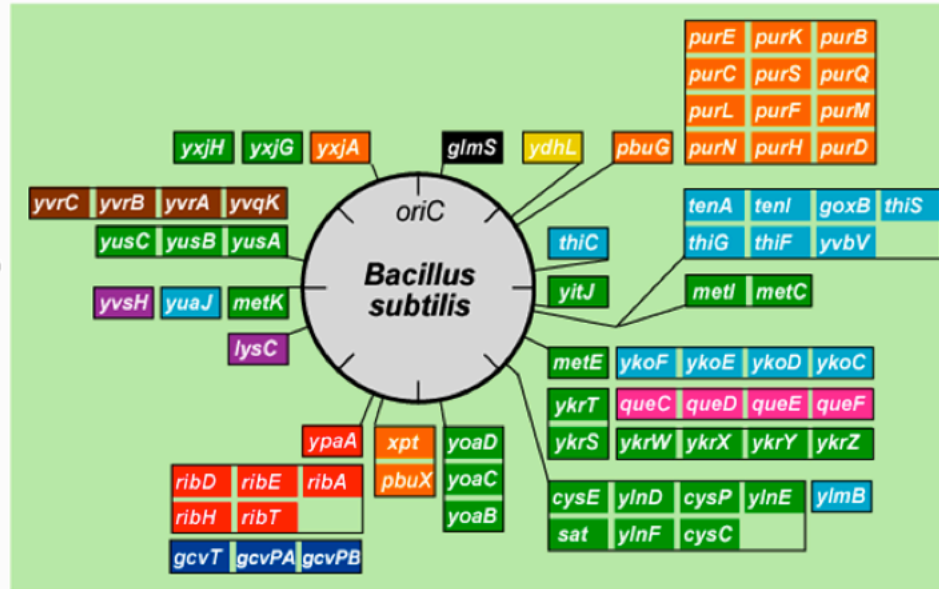 purE purK purB
purC purS purQ
purL purF purM
purN purH purD
yxjH yxjG yxjA glmS ydhL pbuG
yvrC yvrB yvrA yvqK
yusC yusB yusA
yvsH yuaJ metK
lysC
oriC
Bacillus
subtilis
thiC
yitJ
tenA tenI goxB thiS
thiG thiF yvbV
metI metC
metE ykoF ykoE ykoD ykoC
ykrT queC queD queE queF
ykrS ykrW ykrX ykrY ykrZ
cysE ylnD cysP ylnE ylmB
sat ylnF cysC
ypaA xpt yoaD
pbuX yoaC
yoaB
ribD ribE ribA
ribH ribT
gcvT gcvPA gcvPB